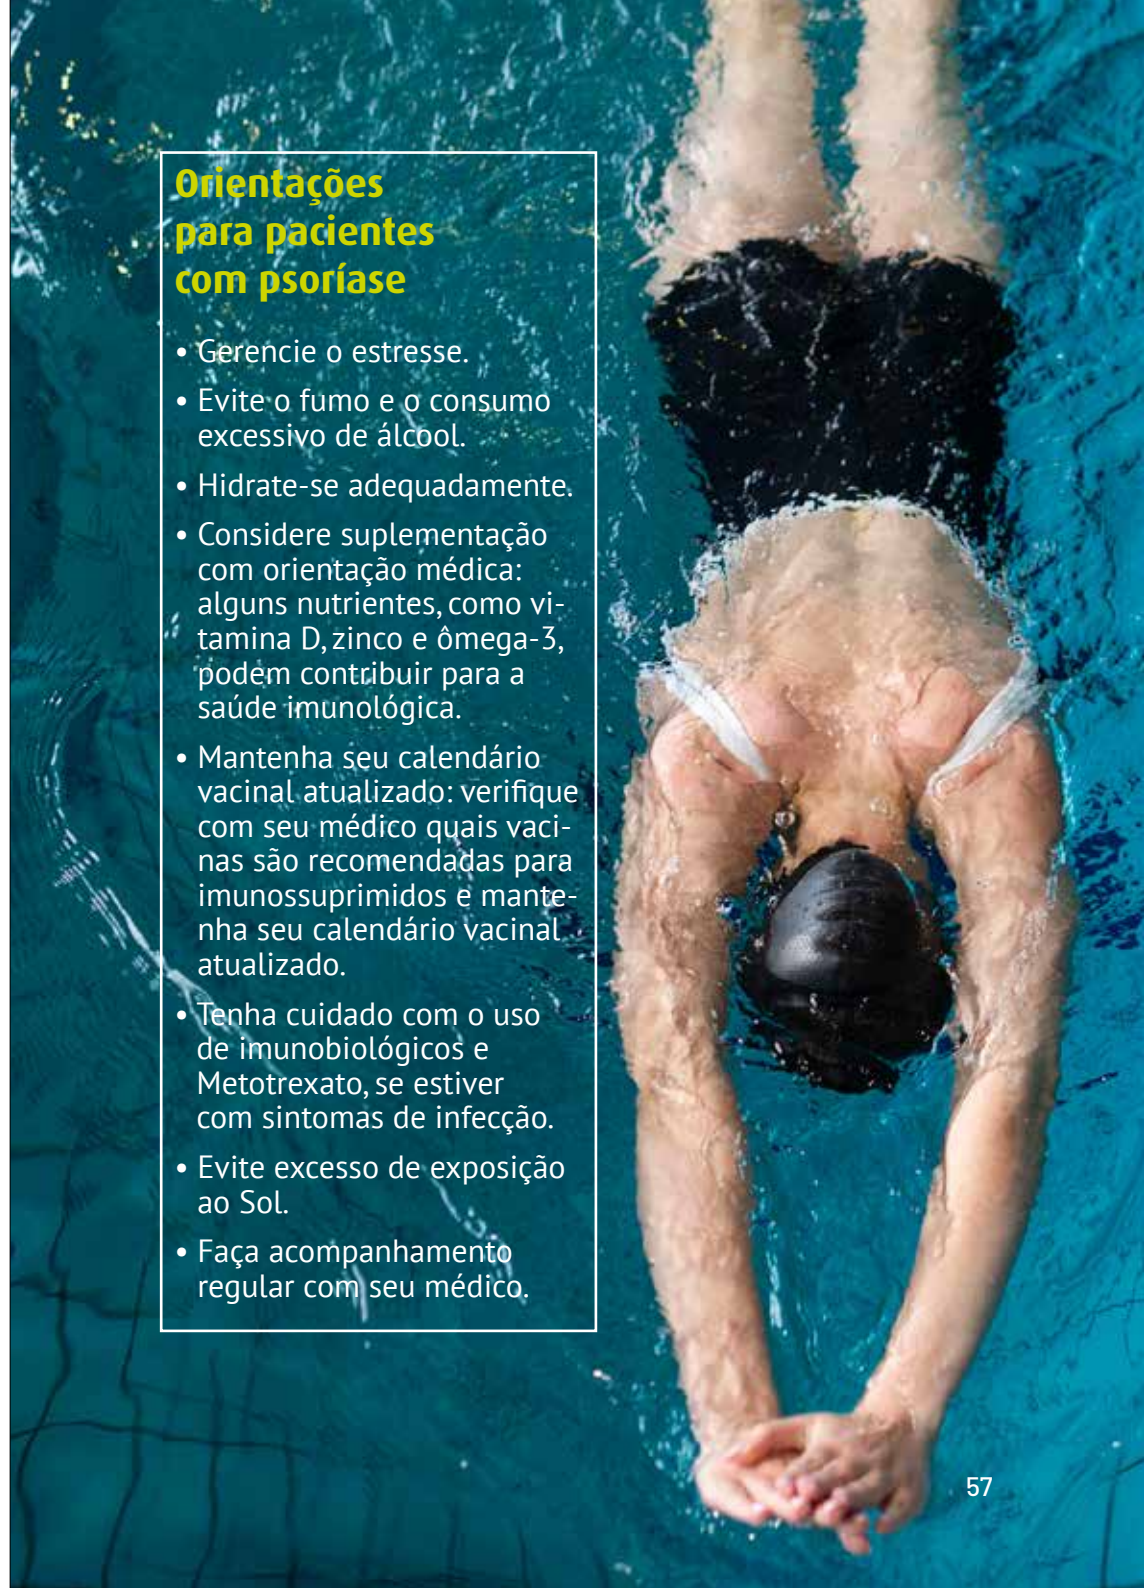 Orientações
para pacientes
com psoríase
• Gerencie o estresse.
• Evite o fumo e o consumo
excessivo de álcool.
• Hidrate-se adequadamente.
• Considere suplementação
com orientação médica:
alguns nutrientes, como vi-
tamina D, zinco e ômega-3,
podem contribuir para a
saúde imunológica.
• Mantenha seu calendário
vacinal atualizado: verifique
com seu médico quais vaci-
nas são recomendadas para
imunossuprimidos e mante-
nha seu calendário vacinal
atualizado.
• Tenha cuidado com o uso
de imunobiológicos e
Metotrexato, se estiver
com sintomas de infecção.
• Evite excesso de exposição
ao Sol.
• Faça acompanhamento
regular com seu médico.
57